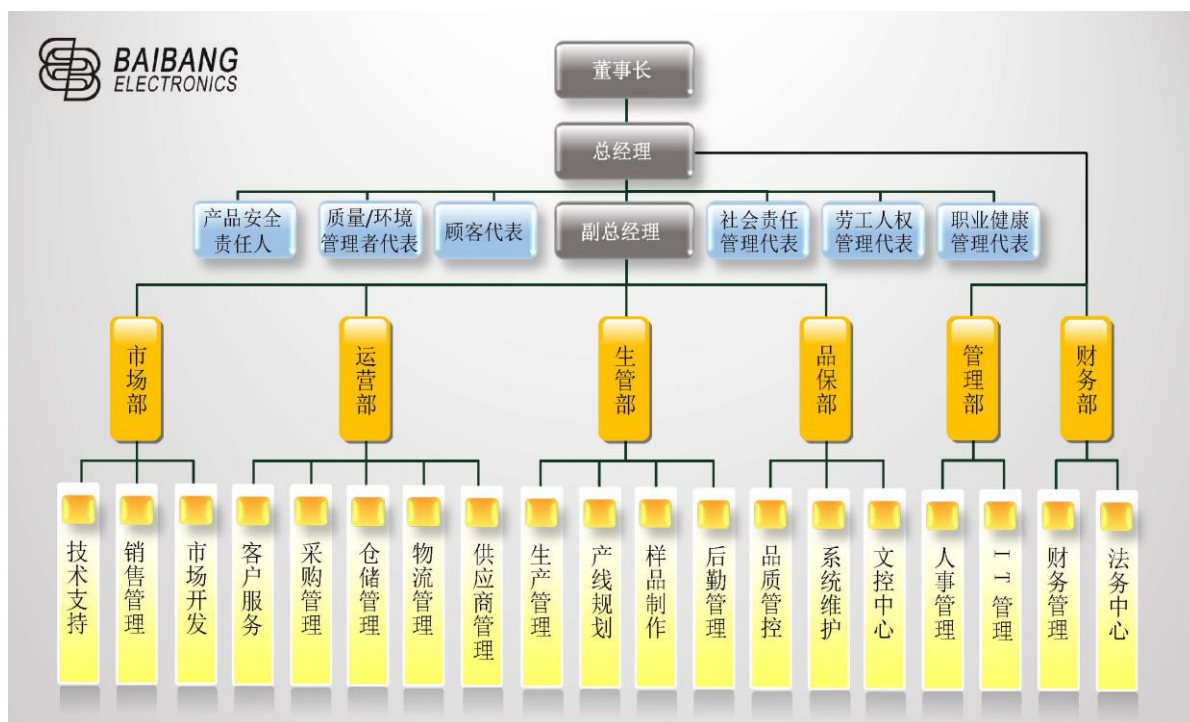 BAIBANG
ELECTRONICS
董事长
总经理
产品安全
责任人
质量/环境
管理者代表
顾客代表
副总经理
社会责任
管理代表
劳工人权
管理代表
职业健康
管理代表
市场部
运营部
生管部
品保部
管理部
财务部
技术支持
销售管理
市场开发
客户服务
采购管理
仓储管理
物流管理
供应商管理
生产管理
产线规划
样品制作
后勤管理
品质管控
系统维护
文控中心
人事管理
IT管理
财务管理
法务中心